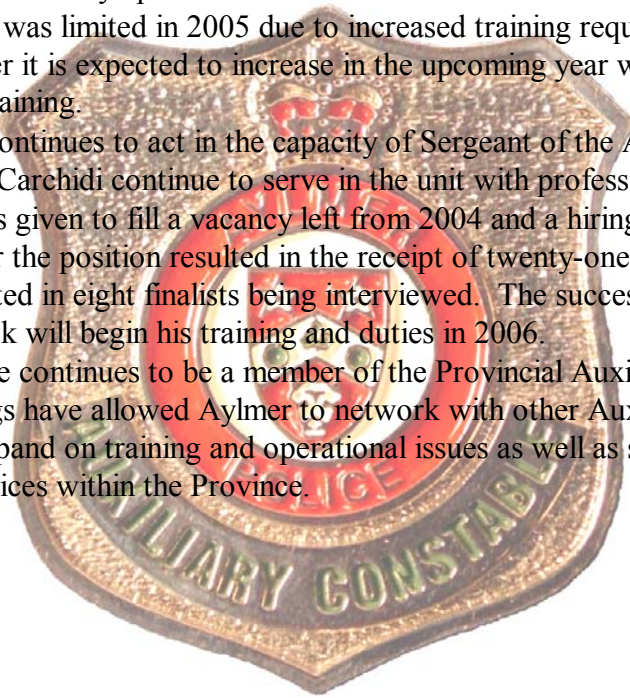 was limited in 2005 due to increased training requ
r it is expected to increase in the upcoming year w
aining.
ontinues to act in the capacity of Sergeant of the A
Carchidi continue to serve in the unit with profess
s given to fill a vacancy left from 2004 and a hiring
r the position resulted in the receipt of twenty-one
ted in eight finalists being interviewed.  The succes
k will begin his training and duties in 2006.
e continues to be a member of the Provincial Auxi
gs have allowed Aylmer to network with other Aux
pand on training and operational issues as well as s
ices within the Province.
AYLMER
POLICE
AUXILIARY CONSTABLE